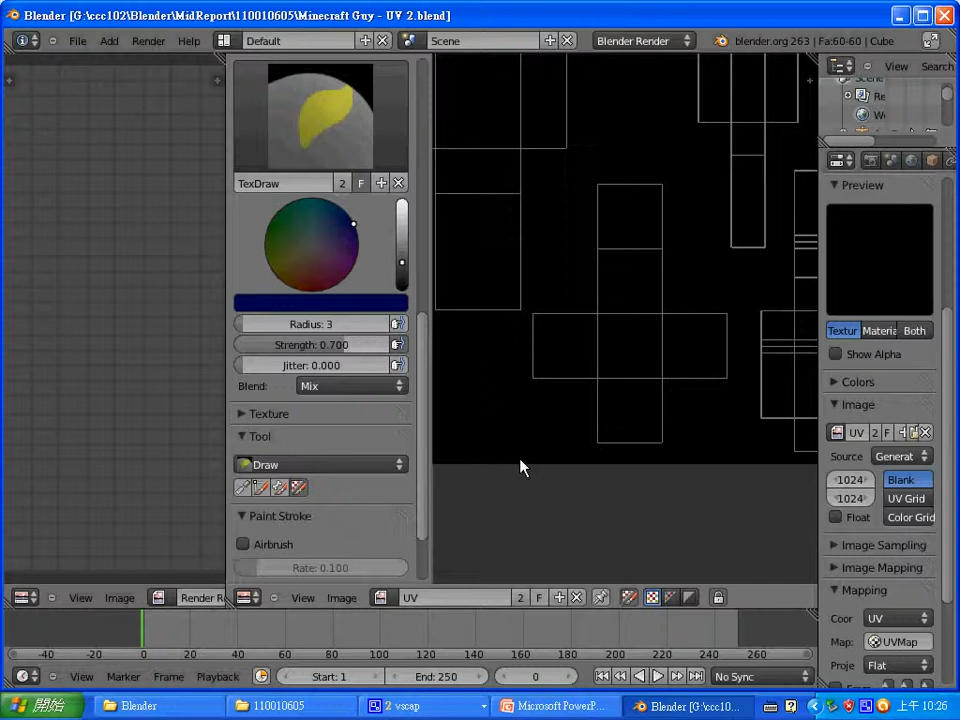 Blender [G:\ccc102\Blender\MidReport\110010605\Minecraft Guy - UV 2.blend]
File Add Render Help Default Scene Blender Render blender.org 263 | Fa:60-60 | Cube
View Search
Re
TexDraw 2 F
Preview
Textur Materia Both
Show Alpha
Radius: 3
Strength: 0.700
Jitter: 0.000
Blend: Mix
Colors
Image
Texture
UV 2 F
Tool
Source Generat
Draw
1024 Blank
1024 UV Grid
Float Color Grid
Paint Stroke
Airbrush
Image Sampling
Rate: 0.100
Image Mapping
Mapping
View Image Render R View Image UV 2 F
Coor UV
Map: UVMap
Proje Flat
-40 -20 0 20 40 60 80 100 120 140 160 180 200 220 240 260
Marker Frame Playback Start: 1 End: 250 0 No Sync
View
開始 Blender 110010605 2 vscap Microsoft PowerP... Blender [G:\ccc10... 上午 10:26